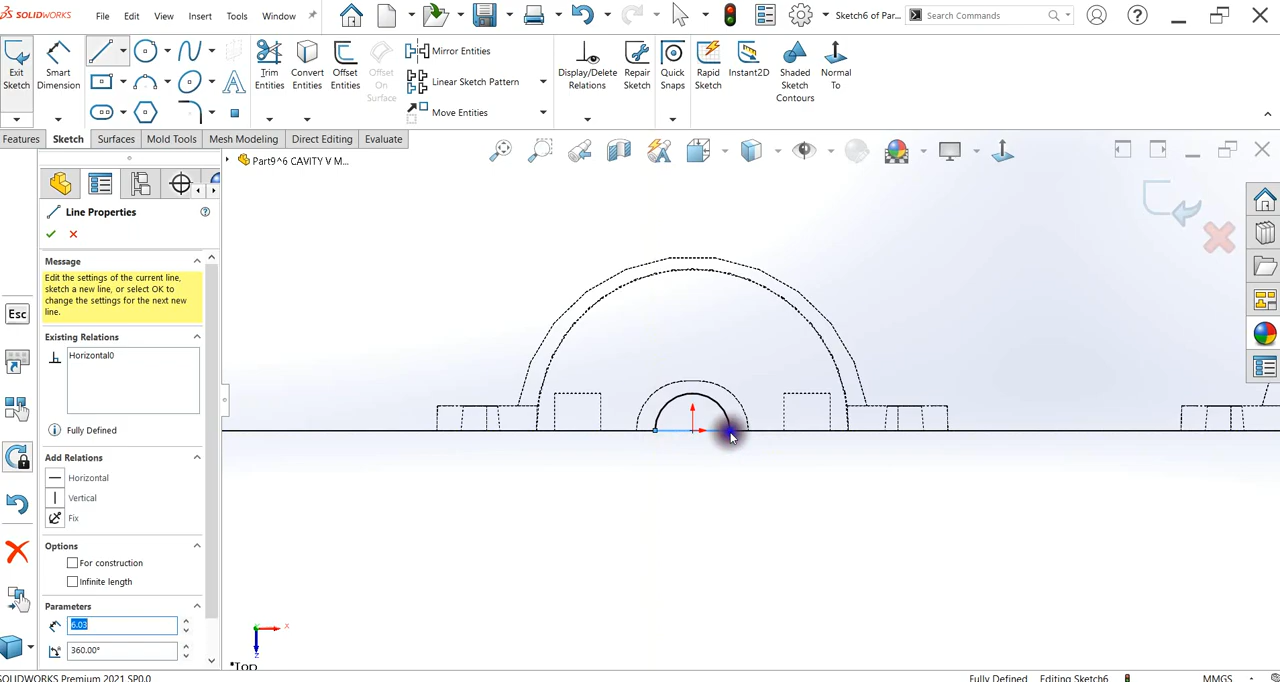 SOLIDWORKS File Edit View Insert Tools Window Sketch6 of Par... Search Commands
Exit Sketch Smart Dimension Trim Entities Convert Entities Offset Entities Offset On Surface Mirror Entities Linear Sketch Pattern Move Entities Display/Delete Relations Repair Sketch Quick Snaps Rapid Sketch Instant2D Shaded Sketch Contours Normal To
Features Sketch Surfaces Mold Tools Mesh Modeling Direct Editing Evaluate
Part9^6 CAVITY V M...
Line Properties
Message
Edit the settings of the current line,
sketch a new line, or select OK to
change the settings for the next new
line.
Existing Relations
Horizontal0
Fully Defined
Add Relations
Horizontal
Vertical
Fix
Options
For construction
Infinite length
Parameters
6.03
360.00°
Esc
x
z
*Top
SOLIDWORKS Premium 2021 SP0.0 Fully Defined Editing Sketch6 MMGS